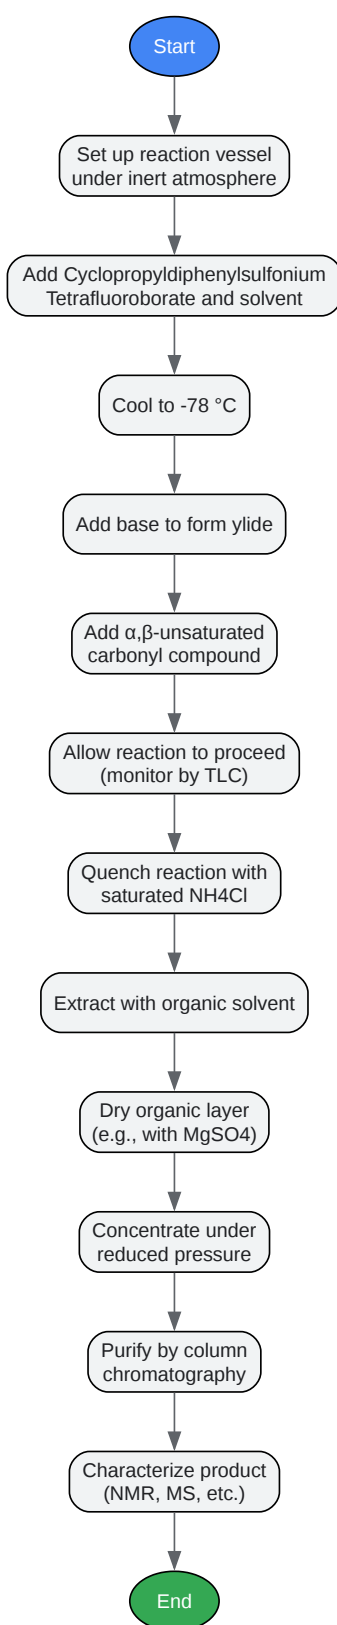 Start
Set up reaction vessel
under inert atmosphere
Add Cyclopropyldiphenylsulfonium
Tetrafluoroborate and solvent
Cool to -78 °C
Add base to form ylide
Add α,β-unsaturated
carbonyl compound
Allow reaction to proceed
(monitor by TLC)
Quench reaction with
saturated NH4Cl
Extract with organic solvent
Dry organic layer
(e.g., with MgSO4)
Concentrate under
reduced pressure
Purify by column
chromatography
Characterize product
(NMR, MS, etc.)
End